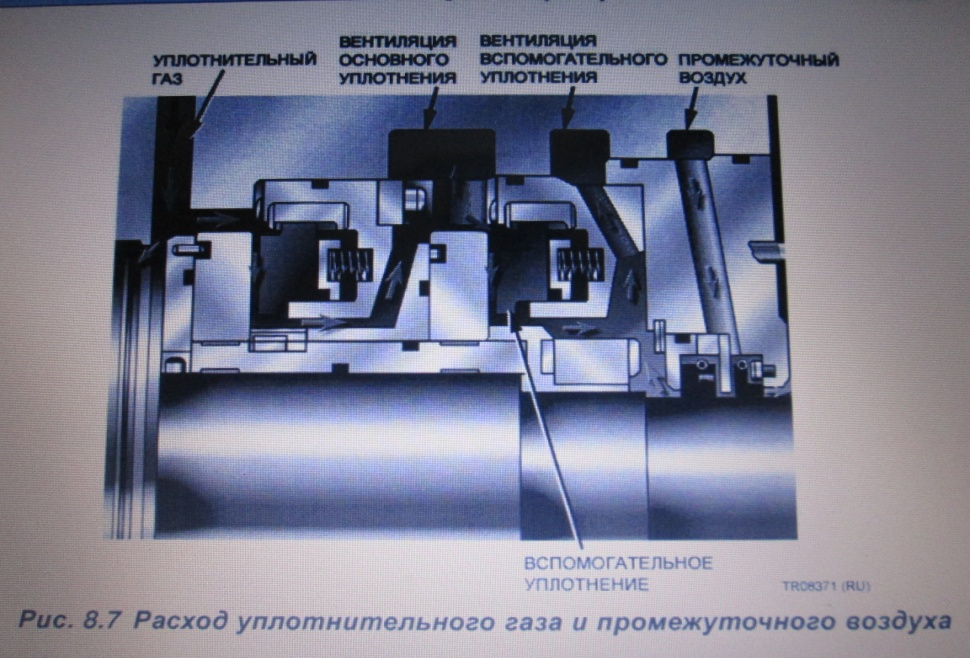 УПЛОТНИТЕЛЬНЫЙ
ГАЗ
ВЕНТИЛЯЦИЯ
ОСНОВНОГО
УПЛОТНЕНИЯ
ВЕНТИЛЯЦИЯ
ВСПОМОГАТЕЛЬНОГО
УПЛОТНЕНИЯ
ПРОМЕЖУТОЧНЫЙ
ВОЗДУХ
ВСПОМОГАТЕЛЬНОЕ
УПЛОТНЕНИЕ
TR08371 (RU)
Рис. 8.7 Расход уплотнительного газа и промежуточного воздуха